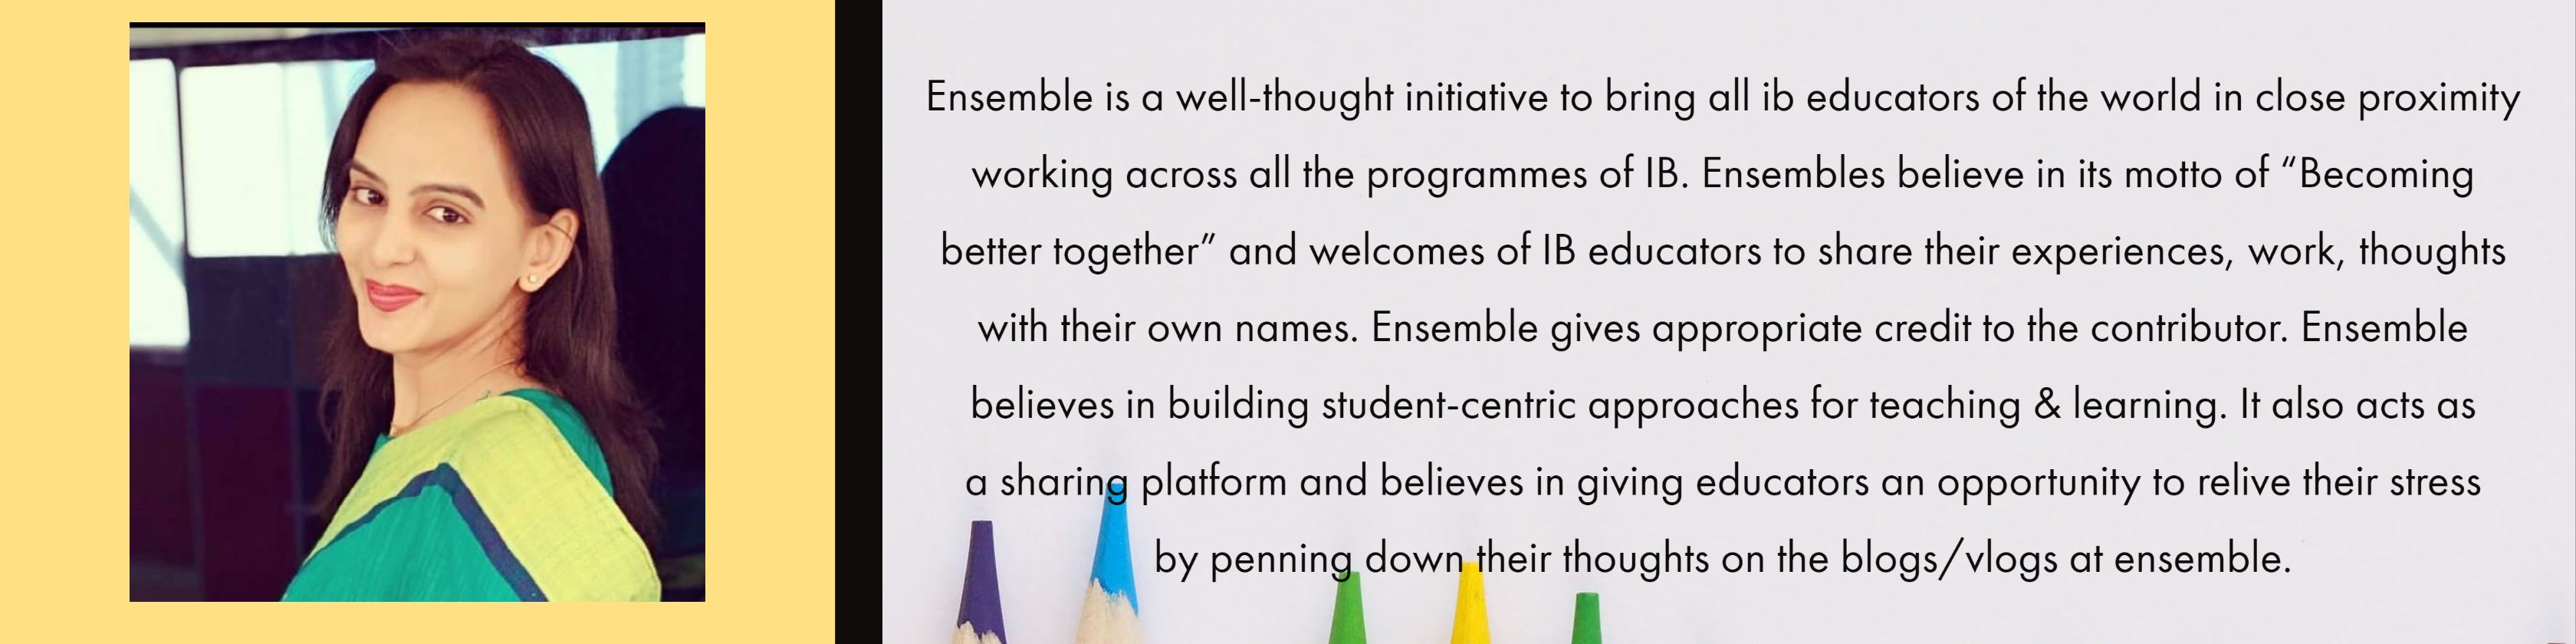 Ensemble is a well-thought initiative to bring all ib educators of the world in close proximity
working across all the programmes of IB. Ensembles believe in its motto of “Becoming
better together” and welcomes of IB educators to share their experiences, work, thoughts
with their own names. Ensemble gives appropriate credit to the contributor. Ensemble
believes in building student-centric approaches for teaching & learning. It also acts as
a sharing platform and believes in giving educators an opportunity to relive their stress
by penning down their thoughts on the blogs/vlogs at ensemble.